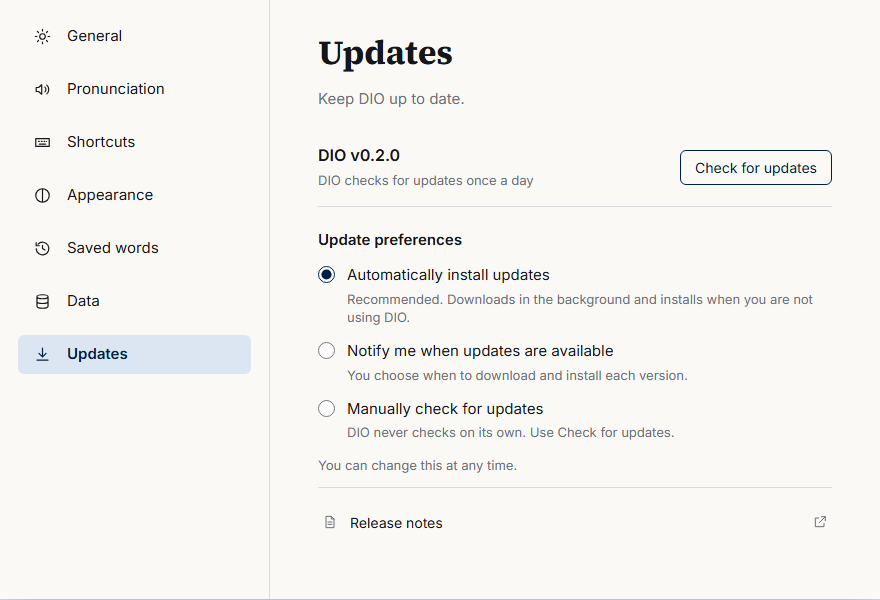 General
Pronunciation
Shortcuts
Appearance
Saved words
Data
Updates
Updates
Keep DIO up to date.
DIO v0.2.0
DIO checks for updates once a day
Check for updates
Update preferences
Automatically install updates
Recommended. Downloads in the background and installs when you are not
using DIO.
Notify me when updates are available
You choose when to download and install each version.
Manually check for updates
DIO never checks on its own. Use Check for updates.
You can change this at any time.
Release notes